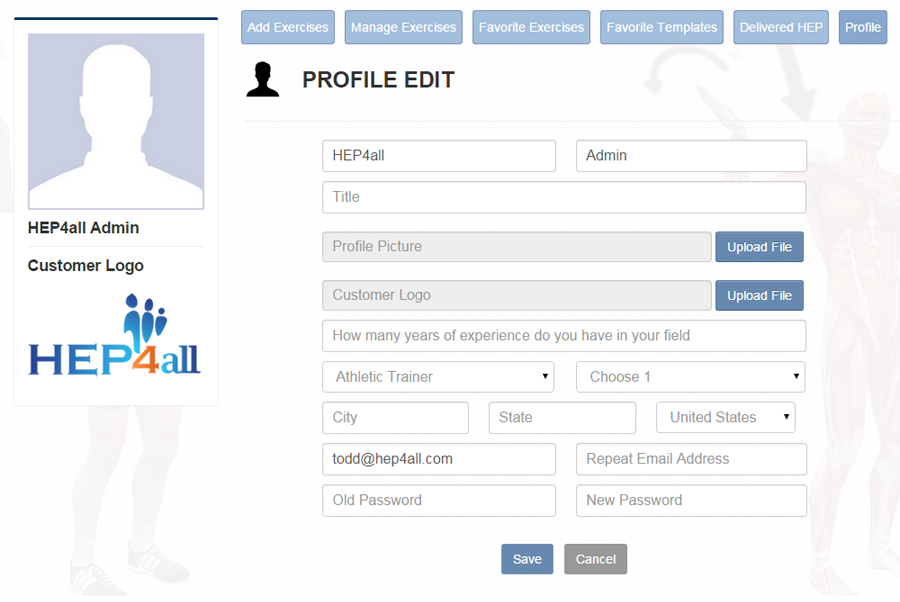 Add Exercises Manage Exercises Favorite Exercises Favorite Templates Delivered HEP Profile
PROFILE EDIT
HEP4all Admin
Customer Logo
HEP4all
HEP4all Admin
Title
Profile Picture Upload File
Customer Logo Upload File
How many years of experience do you have in your field
Athletic Trainer Choose 1
City State United States
todd@hep4all.com Repeat Email Address
Old Password New Password
Save Cancel